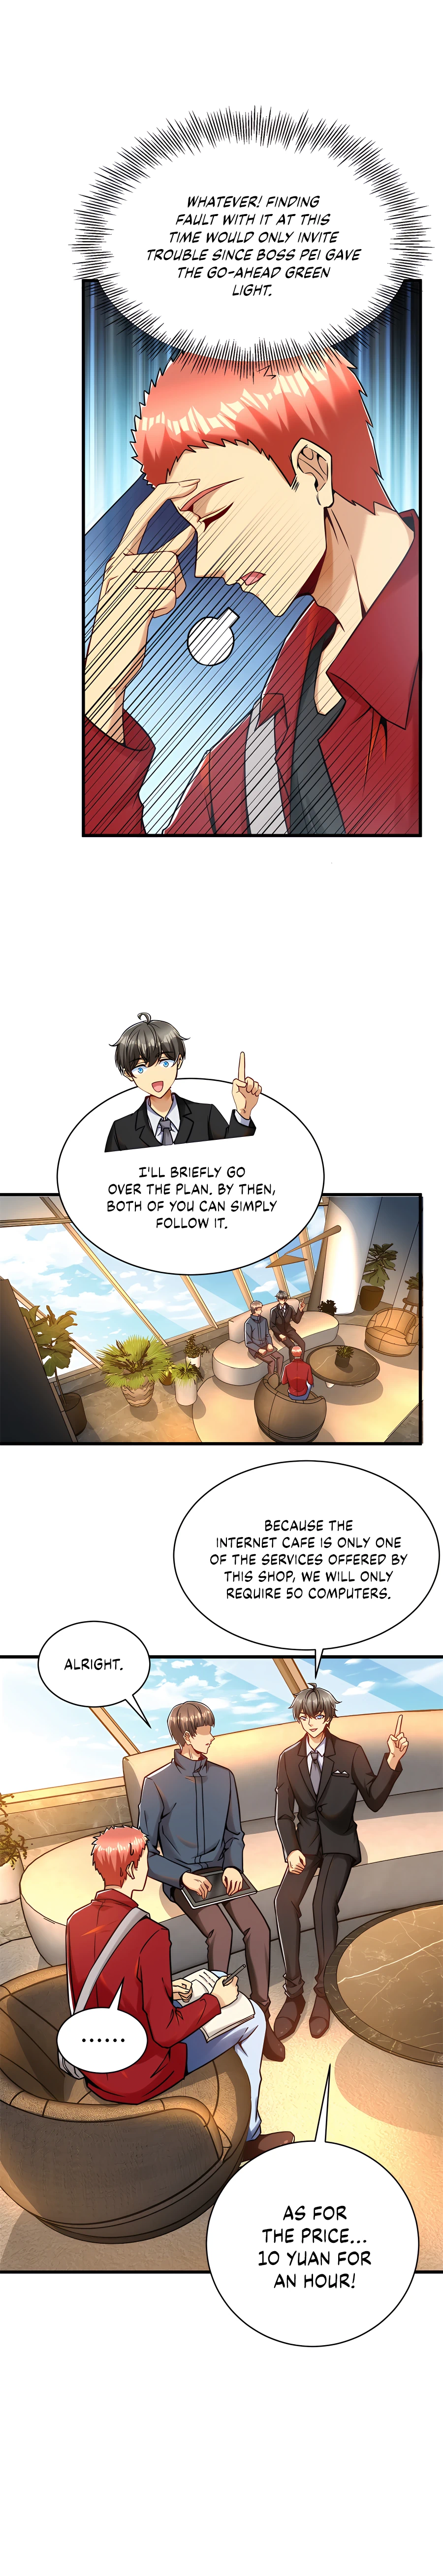 WHATEVER! FINDING
FAULT WITH IT AT THIS
TIME WOULD ONLY INVITE
TROUBLE SINCE BOSS PEI GAVE
THE GO-AHEAD GREEN
LIGHT.
I'LL BRIEFLY GO
OVER THE PLAN. BY THEN,
BOTH OF YOU CAN SIMPLY
FOLLOW IT.
BECAUSE THE
INTERNET CAFE IS ONLY ONE
OF THE SERVICES OFFERED BY
THIS SHOP, WE WILL ONLY
REQUIRE 50 COMPUTERS.
ALRIGHT.
......
AS FOR
THE PRICE...
10 YUAN FOR
AN HOUR!